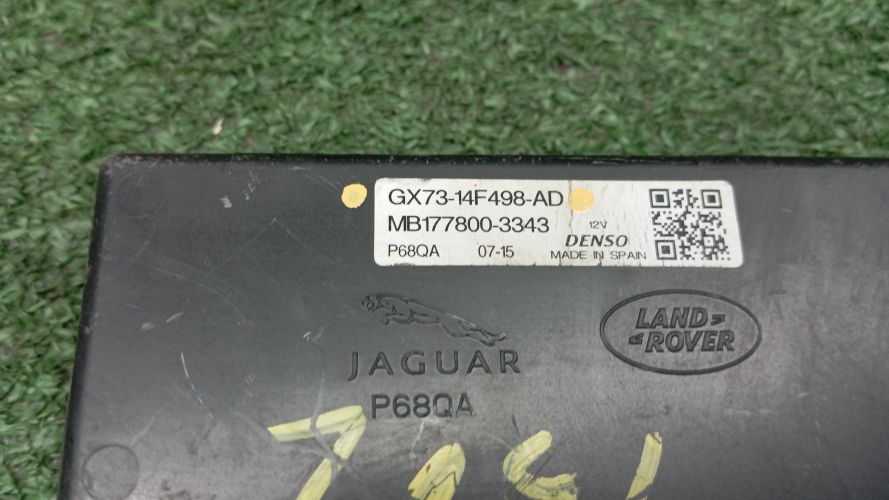 GX73-14F498-AD
MB177800-3343 12V
P68QA 07-15 DENSO
MADE IN SPAIN
JAGUAR
LAND
ROVER
P68QA